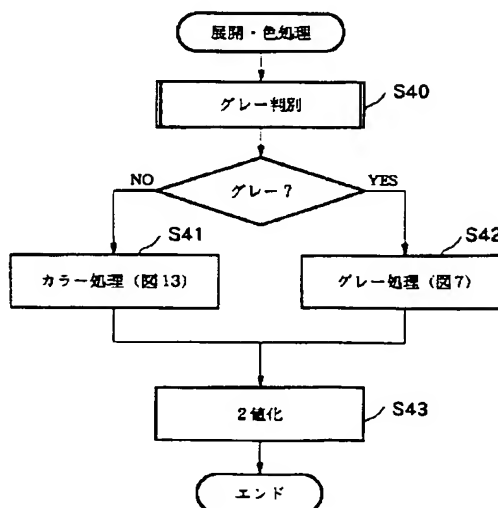 展開・色処理
グレー判別
S40
グレー?
NO
YES
S41
S42
カラー処理(図13)
グレー処理(図7)
2値化
S43
エンド